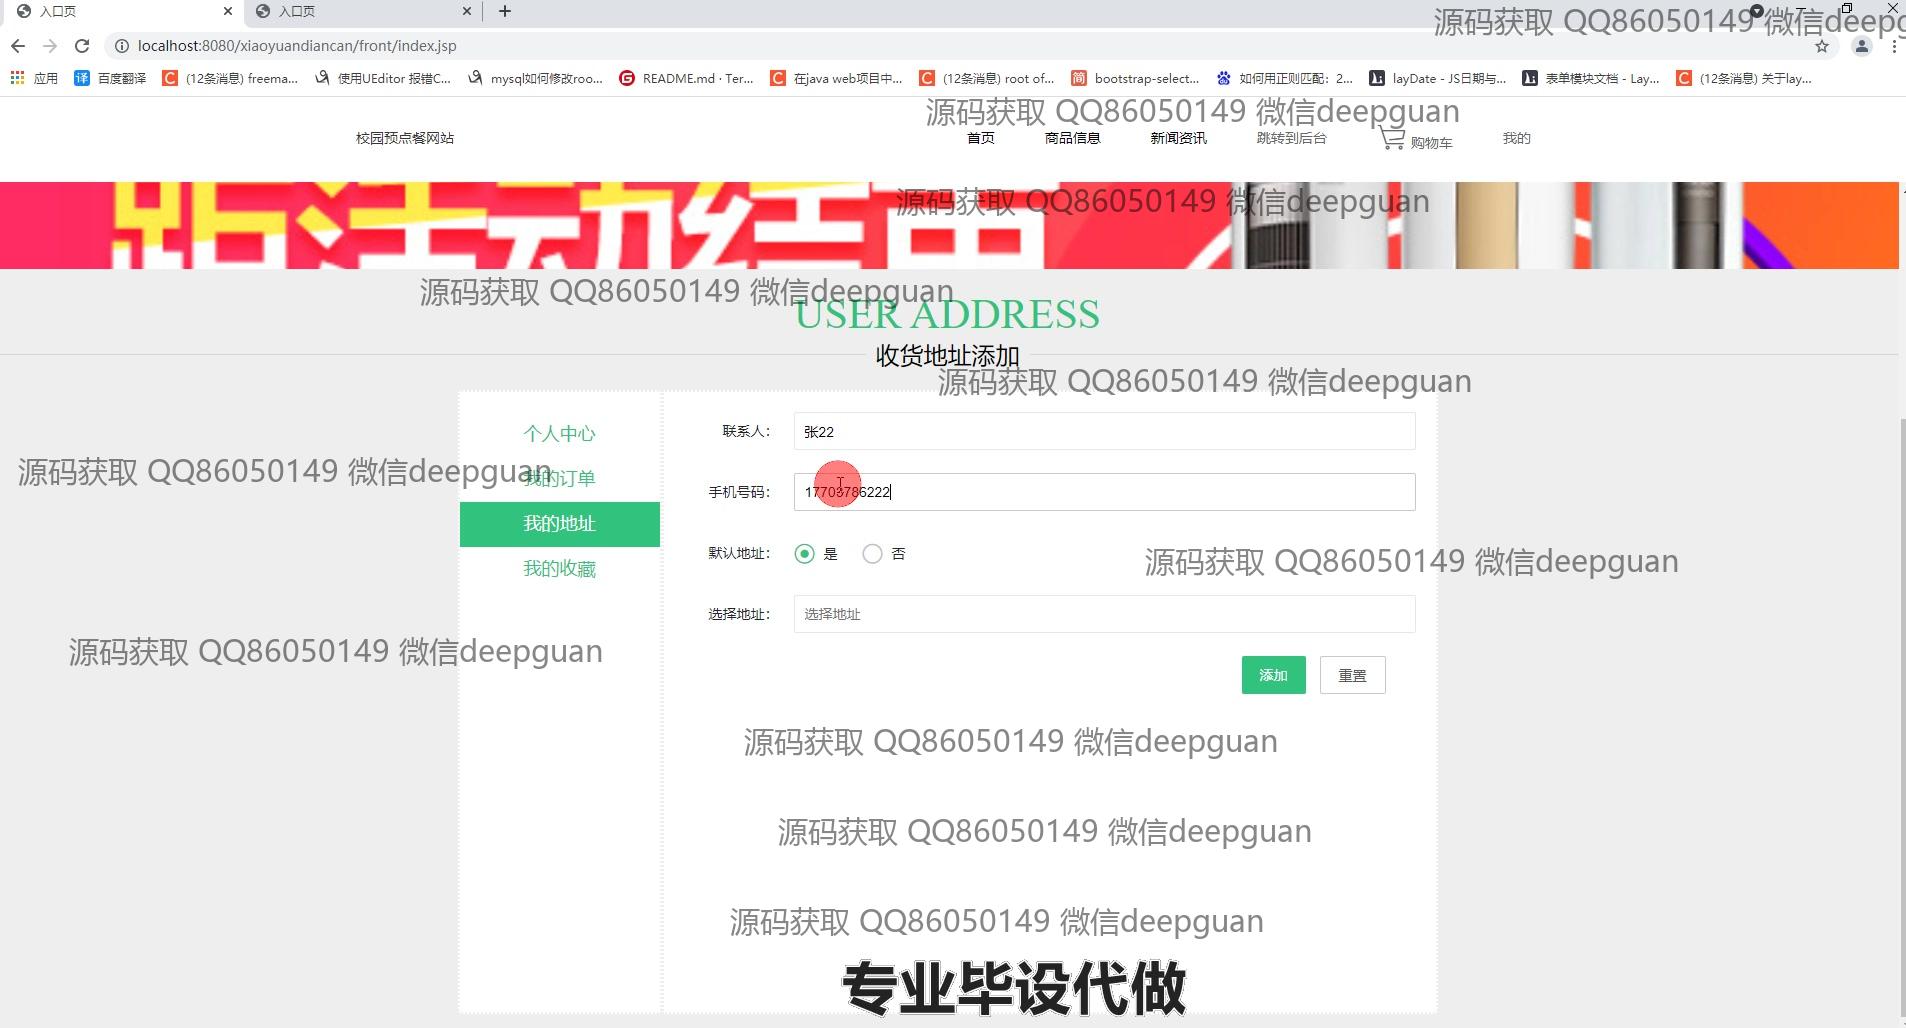 入口页
入口页
源码获取 QQ86050149 微信deepg
localhost:8080/xiaoyuandiancan/front/index.jsp
应用
百度翻译
(12条消息) freema...
使用UEditor 报错C...
mysql如何修改roo...
README.md · Ter...
在java web项目中...
(12条消息) root of...
bootstrap-select...
如何用正则匹配：2...
layDate - JS日期与...
表单模块文档 - Lay...
(12条消息) 关于lay...
源码获取 QQ86050149 微信deepguan
校园预点餐网站
首页
商品信息
新闻资讯
跳转到后台
购物车
我的
源码获取 QQ86050149 微信deepguan
源码获取 QQ86050149 微信deepguan
USER ADDRESS
收货地址添加
源码获取 QQ86050149 微信deepguan
个人中心
联系人：
张22
源码获取 QQ86050149 微信deepguan
我的订单
手机号码：
17703786222
我的地址
默认地址：
是
否
源码获取 QQ86050149 微信deepguan
我的收藏
选择地址：
选择地址
源码获取 QQ86050149 微信deepguan
添加
重置
源码获取 QQ86050149 微信deepguan
源码获取 QQ86050149 微信deepguan
源码获取 QQ86050149 微信deepguan
专业毕设代做